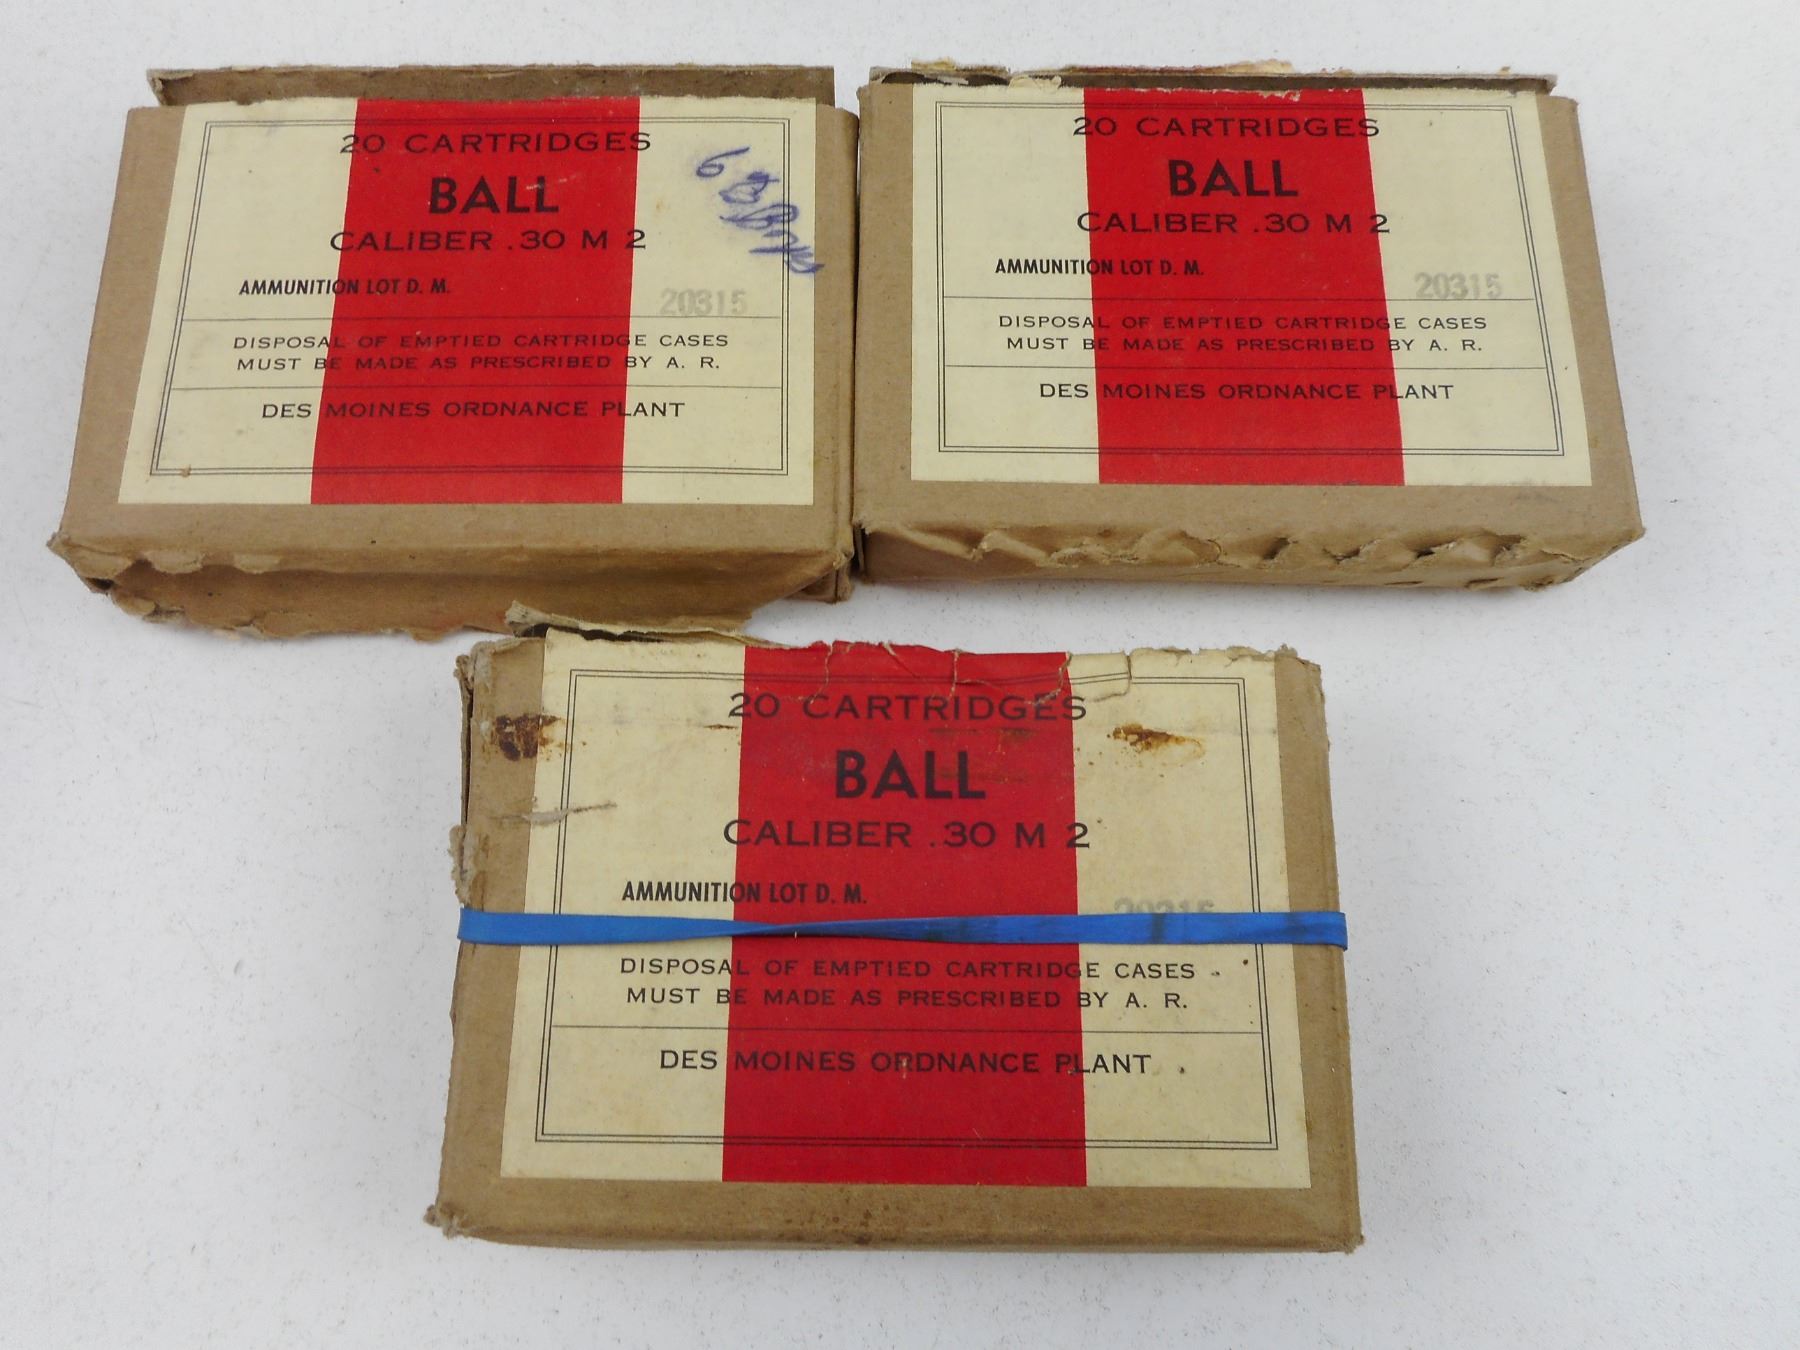 20 CARTRIDGES
BALL
CALIBER .30 M 2
AMMUNITION LOT D. M.
20315
DISPOSAL OF EMPTIED CARTRIDGE CASES
MUST BE MADE AS PRESCRIBED BY A. R.
DES MOINES ORDNANCE PLANT
6
20 CARTRIDGES
BALL
CALIBER .30 M 2
AMMUNITION LOT D. M.
20315
DISPOSAL OF EMPTIED CARTRIDGE CASES
MUST BE MADE AS PRESCRIBED BY A. R.
DES MOINES ORDNANCE PLANT
20 CARTRIDGES
BALL
CALIBER .30 M 2
AMMUNITION LOT D. M.
20315
DISPOSAL OF EMPTIED CARTRIDGE CASES
MUST BE MADE AS PRESCRIBED BY A. R.
DES MOINES ORDNANCE PLANT